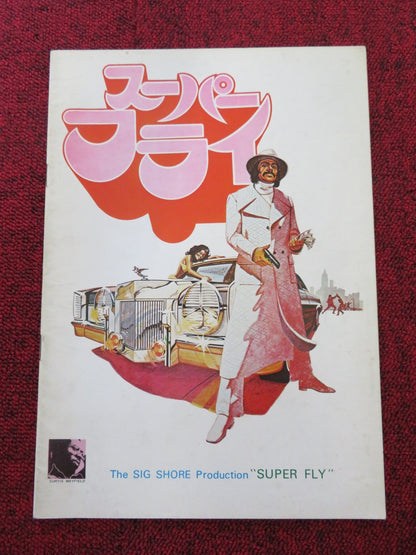 スーパー
フライ
CURTIS MAYFIELD
The SIG SHORE Production "SUPER FLY"